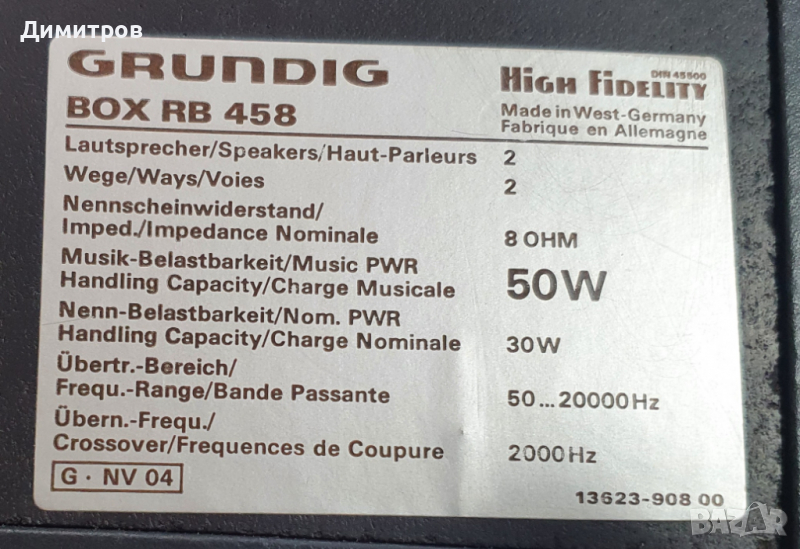 Димитров
GRUNDIG
BOX RB 458
DIN 45500
HIGH FIDELITY
Made in West-Germany
Fabrique en Allemagne
Lautsprecher/Speakers/Haut-Parleurs 2
Wege/Ways/Voies 2
Nennscheinwiderstand/
Imped./Impedance Nominale 8 OHM
Musik-Belastbarkeit/Music PWR
Handling Capacity/Charge Musicale 50W
Nenn-Belastbarkeit/Nom. PWR
Handling Capacity/Charge Nominale 30W
Übertr.-Bereich/
Frequ.-Range/Bande Passante 50...20000Hz
Übern.-Frequ./
Crossover/Frequences de Coupure 2000Hz
G · NV 04
13623-908 00
BAZAR